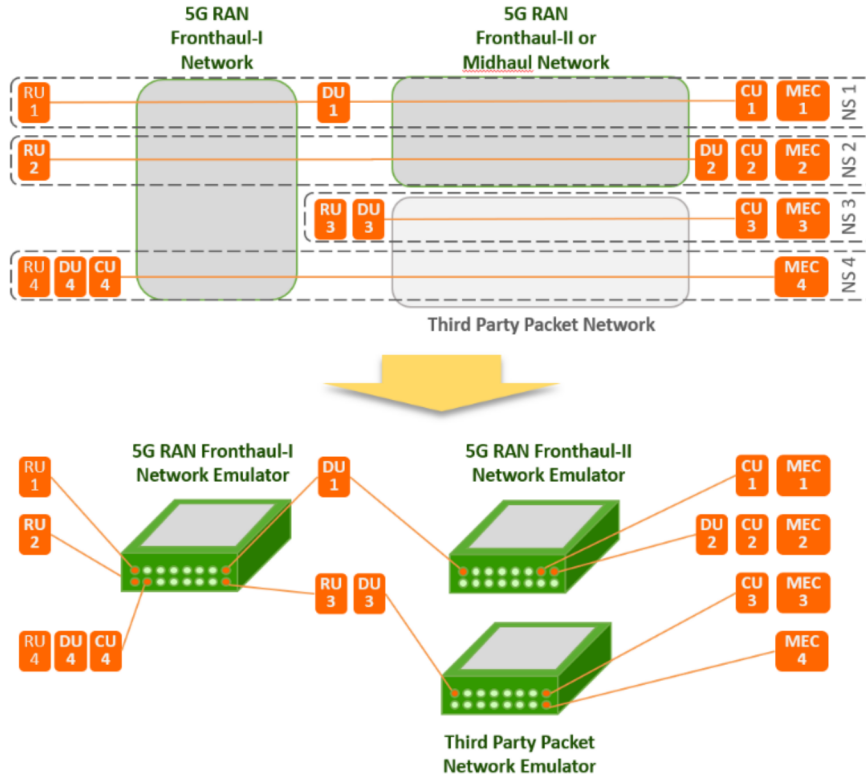 5G RAN
Fronthaul-I
Network
5G RAN
Fronthaul-II or
Midhaul Network
RU
1
DU
1
CU
1
MEC
1
NS 1
RU
2
DU
2
CU
2
MEC
2
NS 2
RU
3
DU
3
CU
3
MEC
3
NS 3
RU
4
DU
4
CU
4
MEC
4
NS 4
Third Party Packet Network
5G RAN Fronthaul-I
Network Emulator
5G RAN Fronthaul-II
Network Emulator
RU
1
DU
1
CU
1
MEC
1
RU
2
DU
2
CU
2
MEC
2
RU
3
DU
3
CU
3
MEC
3
RU
4
DU
4
CU
4
MEC
4
Third Party Packet
Network Emulator